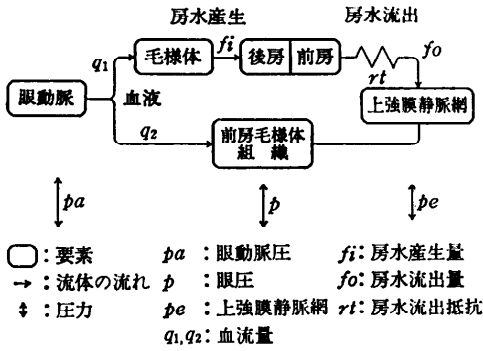 房水産生
房水流出
q1
毛様体
fi
後房
前房
rt
fo
眼動脈
血液
上強膜静脈網
q2
前房毛様体
組織
pa
p
pe
：要素
：流体の流れ
：圧力
pa：眼動脈圧
p：眼圧
pe：上強膜静脈網
q1,q2：血流量
fi：房水産生量
fo：房水流出量
rt：房水流出抵抗